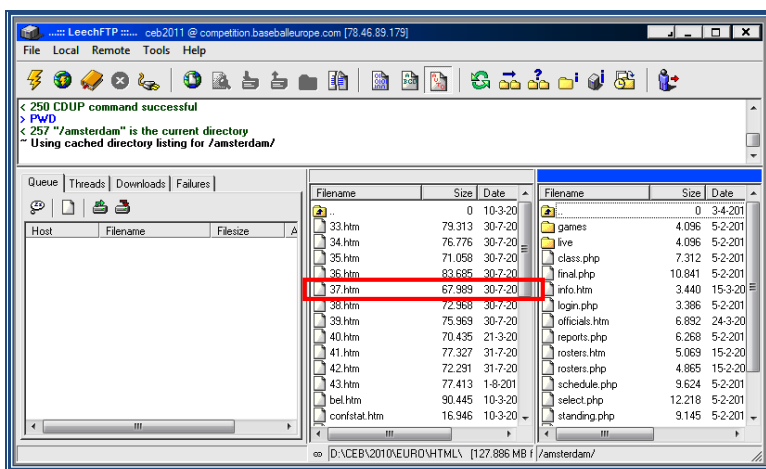 ...::: LeechFTP :::... ceb2011 @ competition.baseballeurope.com [78.46.89.179]
File Local Remote Tools Help
< 250 CDUP command successful
> PWD
< 257 "/amsterdam" is the current directory
~ Using cached directory listing for /amsterdam/
Queue Threads Downloads Failures
Host Filename Filesize A
Filename Size Date
.. 0 10-3-20
33.htm 79.313 30-7-20
34.htm 76.776 30-7-20
35.htm 71.058 30-7-20
36.htm 83.685 30-7-20
37.htm 67.989 30-7-20
38.htm 72.968 30-7-20
39.htm 75.969 30-7-20
40.htm 70.435 21-3-20
41.htm 77.327 31-7-20
42.htm 72.291 31-7-20
43.htm 77.413 1-8-201
bel.htm 90.445 10-3-20
confstat.htm 16.946 10-3-20
Filename Size Date
.. 0 3-4-201
games 4.096 5-2-201
live 4.096 5-2-201
class.php 7.312 5-2-201
final.php 10.841 5-2-201
info.htm 3.440 15-3-20
login.php 3.386 5-2-201
officials.htm 6.892 24-3-20
reports.php 6.268 5-2-201
rosters.htm 5.069 15-2-20
rosters.php 4.865 15-2-20
schedule.php 9.624 5-2-201
select.php 12.218 5-2-201
standing.php 9.145 5-2-201
D:\CEB\2010\EURO\HTML\ [127.886 MB f /amsterdam/